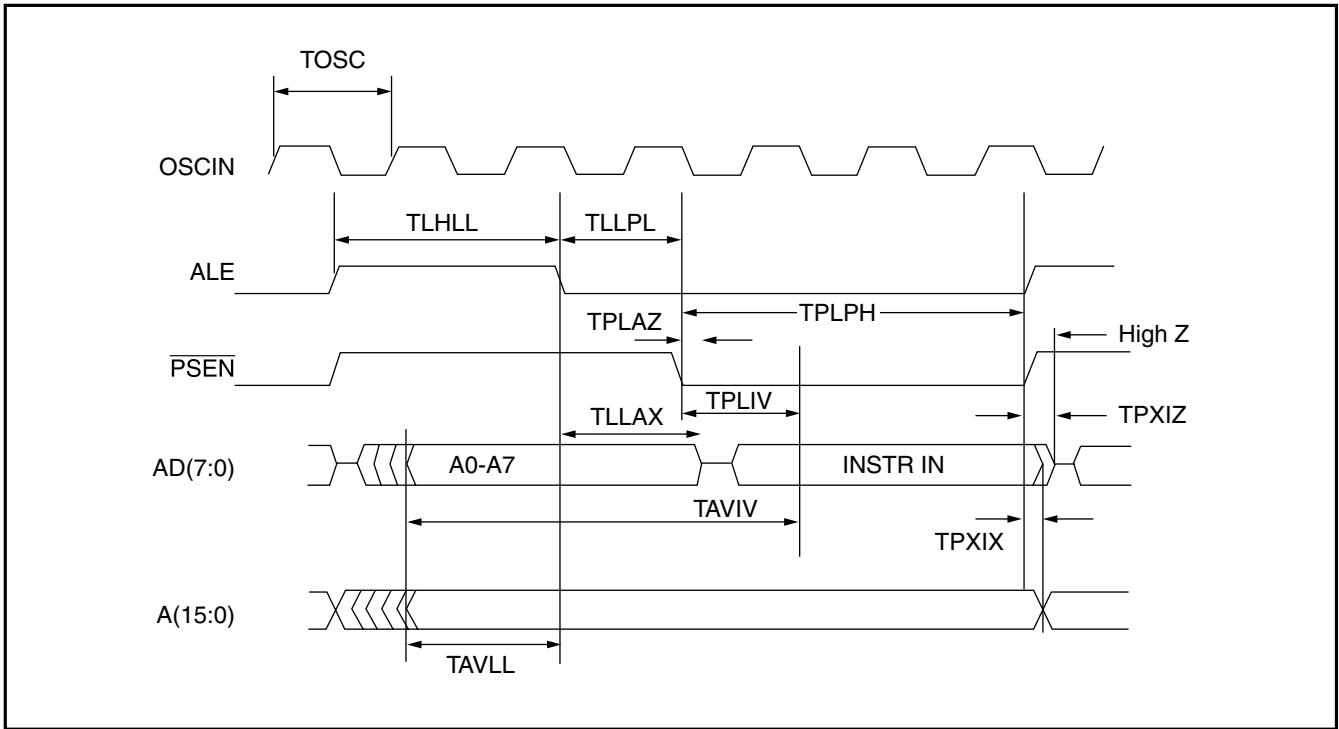 TOSC
OSCIN
TLHLL
TLLPL
ALE
TPLPH
TPLAZ
High Z
PSEN
TPLIV
TLLAX
TPXIZ
AD(7:0)
A0-A7
INSTR IN
TAVIV
TPXIX
A(15:0)
TAVLL